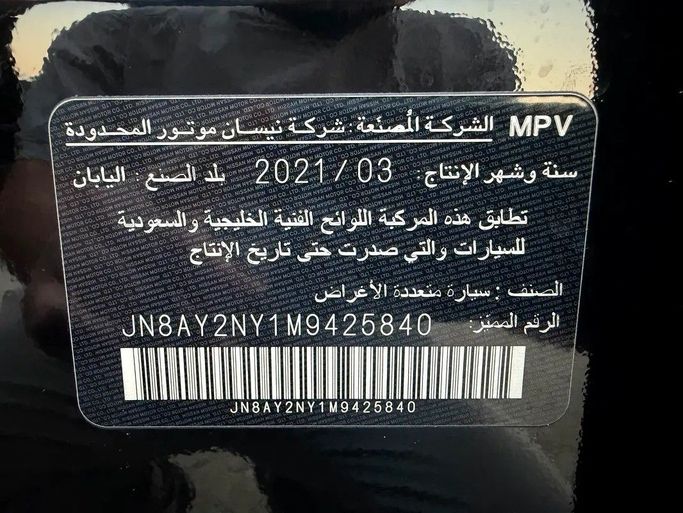 MPV الشركة المُصنّعة : شركة نيسان موتور المحدودة
سنة وشهر الإنتاج: 2021/03 بلد الصنع : اليابان
تطابق هذه المركبة اللوائح الفنية الخليجية والسعودية
للسيارات والتي صدرت حتى تاريخ الإنتاج
الصنف : سيارة متعددة الأغراض
الرقم المميّز: JN8AY2NY1M9425840
JN8AY2NY1M9425840